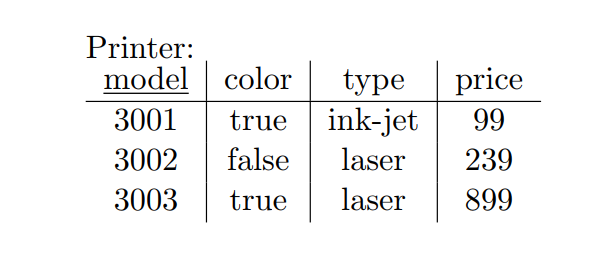 Printer:
model color type price
3001 true ink-jet 99
3002 false laser 239
3003 true laser 899